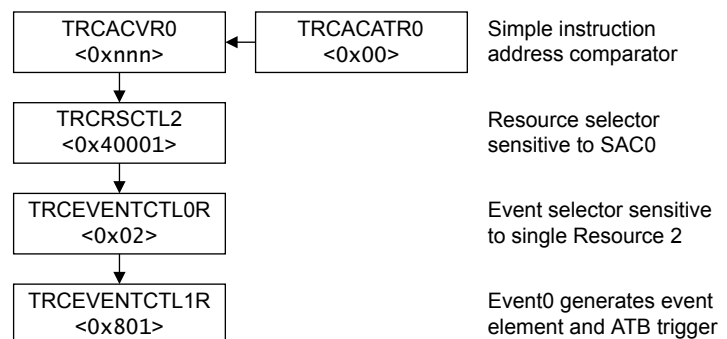 TRCACVR0
<0xnnn>
TRCACATR0
<0x00>
Simple instruction
address comparator
TRCRSCTL2
<0x40001>
Resource selector
sensitive to SAC0
TRCEVENTCTL0R
<0x02>
Event selector sensitive
to single Resource 2
TRCEVENTCTL1R
<0x801>
Event0 generates event
element and ATB trigger